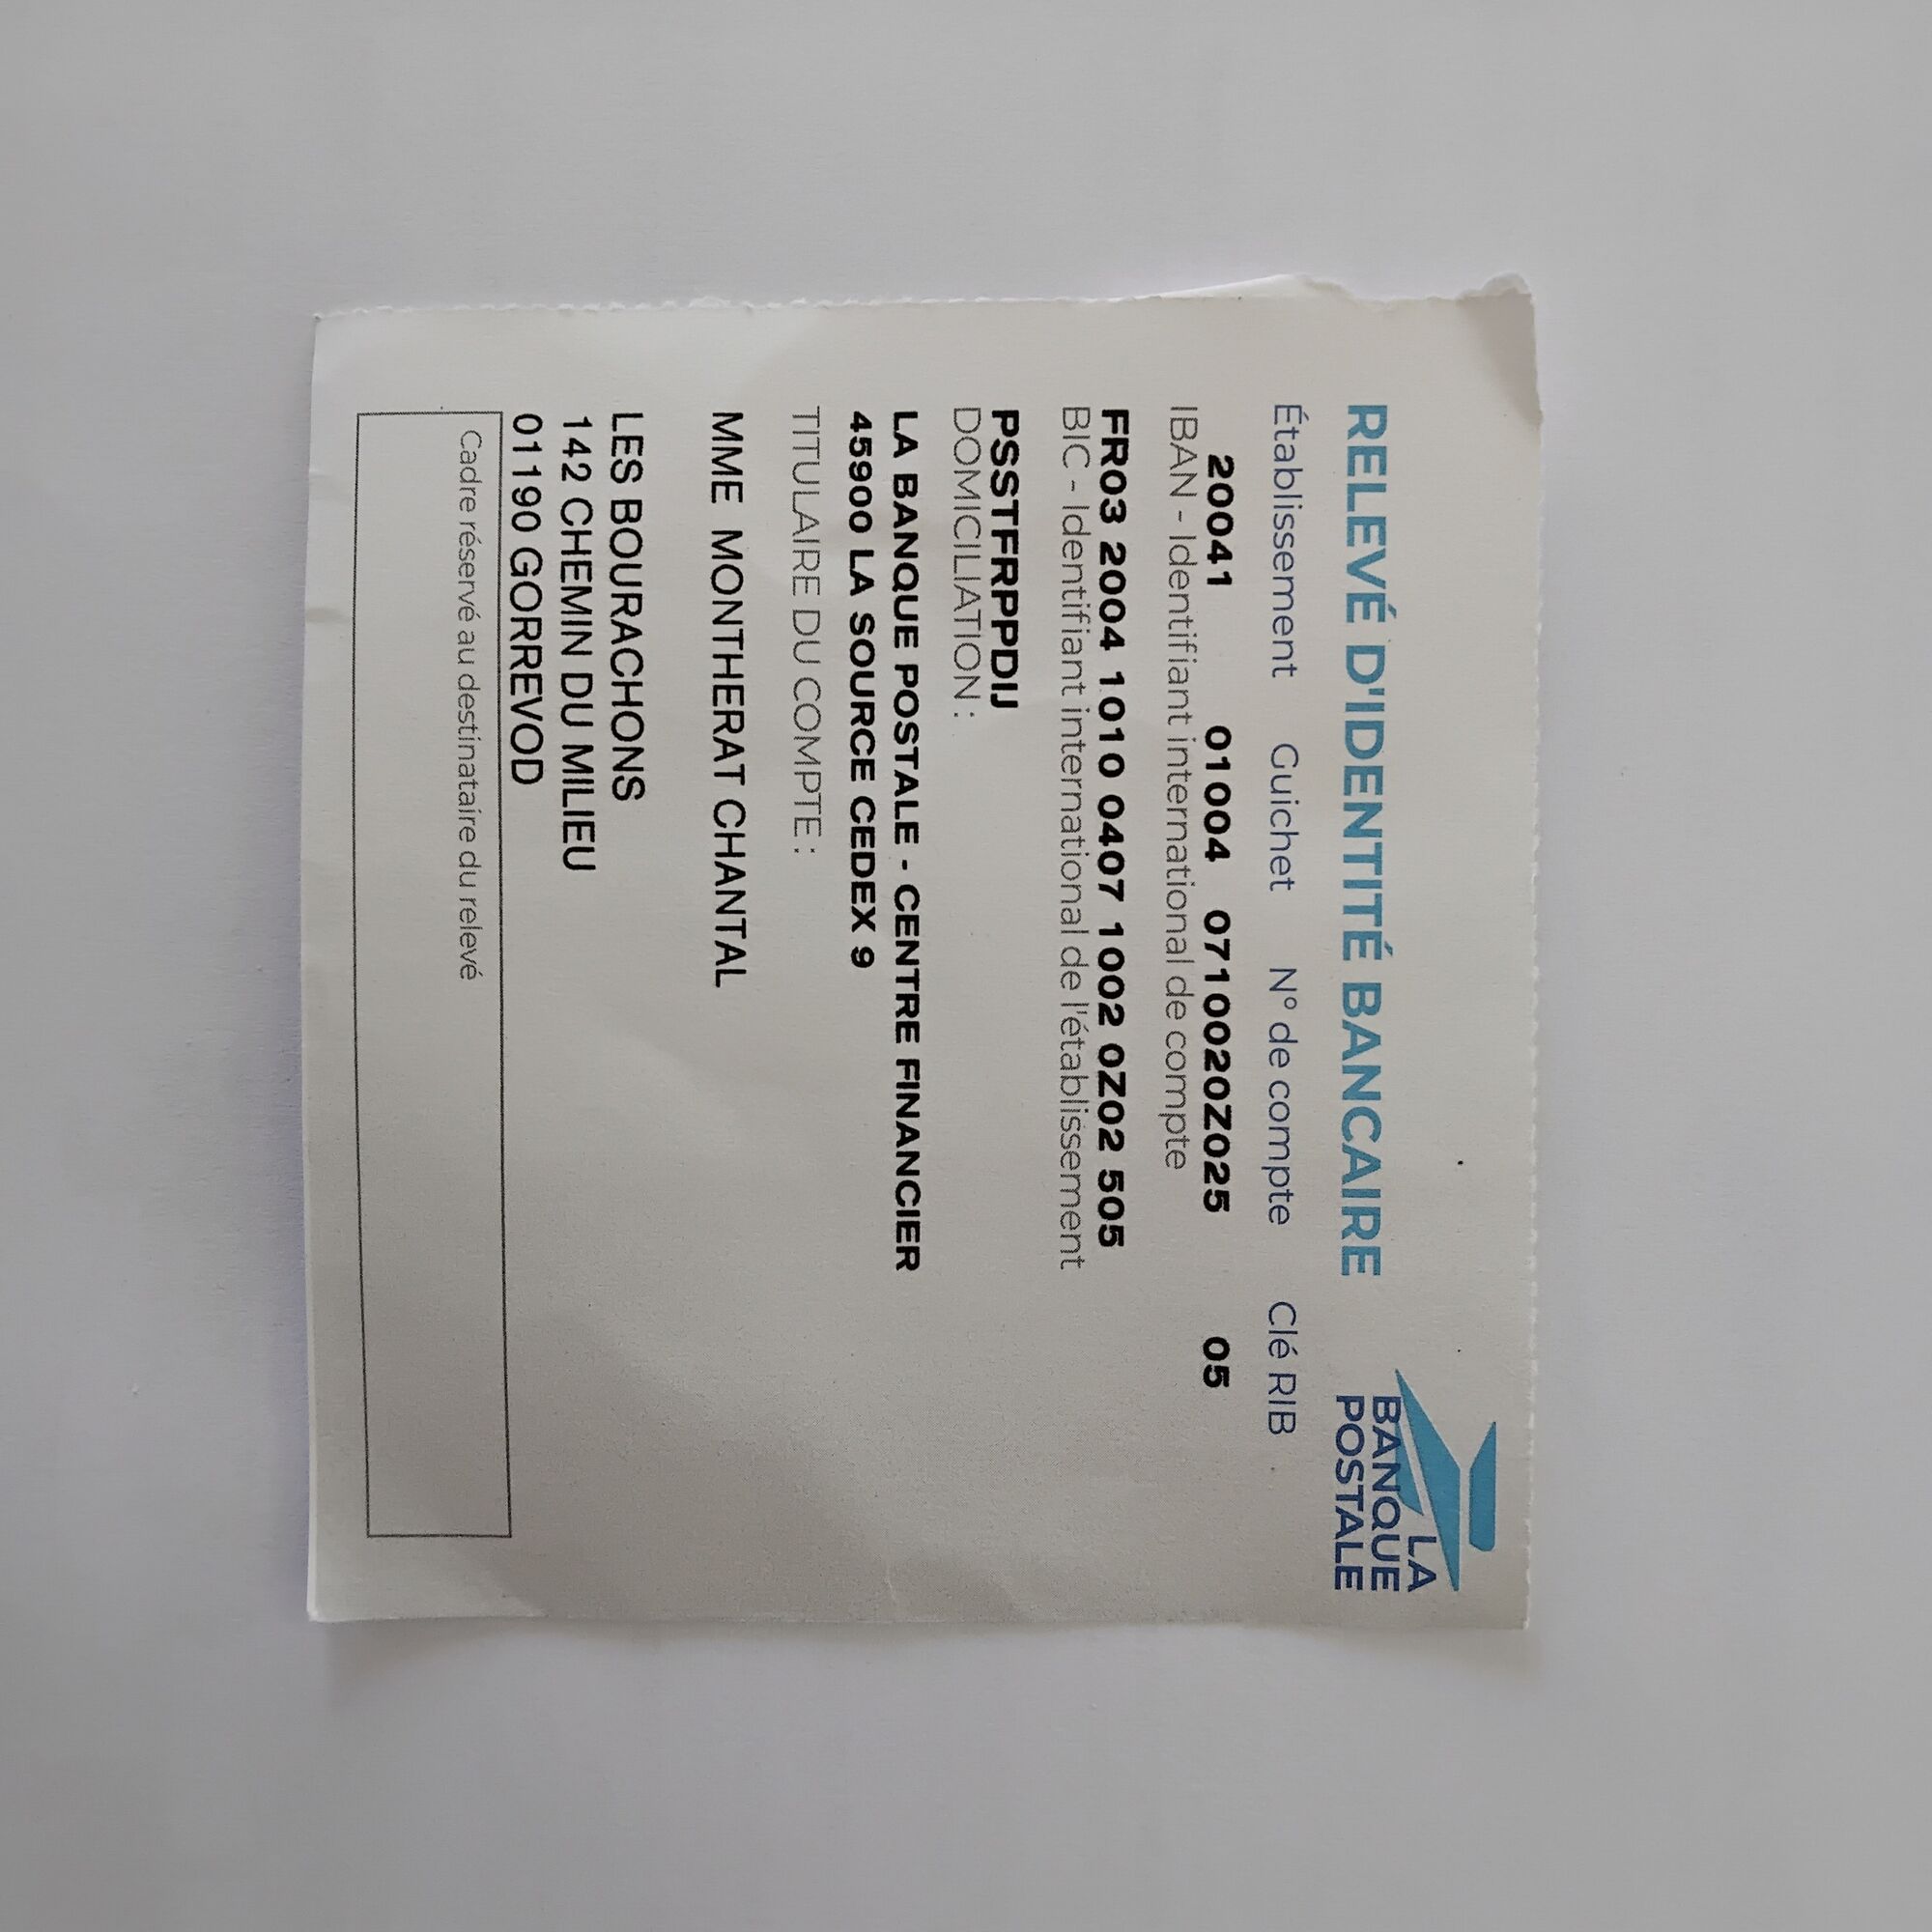 LA
BANQUE
POSTALE
RELEVÉ D'IDENTITÉ BANCAIRE
Établissement Guichet N° de compte Clé RIB
20041 01004 0710020Z025 05
IBAN - Identifiant international de compte
FR03 2004 1010 0407 1002 0Z02 505
BIC - Identifiant international de l'établissement
PSSTFRPPDIJ
DOMICILIATION :
LA BANQUE POSTALE - CENTRE FINANCIER
45900 LA SOURCE CEDEX 9
TITULAIRE DU COMPTE :
MME MONTHERAT CHANTAL
LES BOURACHONS
142 CHEMIN DU MILIEU
01190 GORREVOD
Cadre réservé au destinataire du relevé